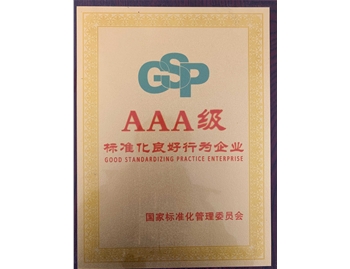 GSP
AAA级
标准化良好行为企业
GOOD STANDARDIZING PRACTICE ENTERPRISE
国家标准化管理委员会